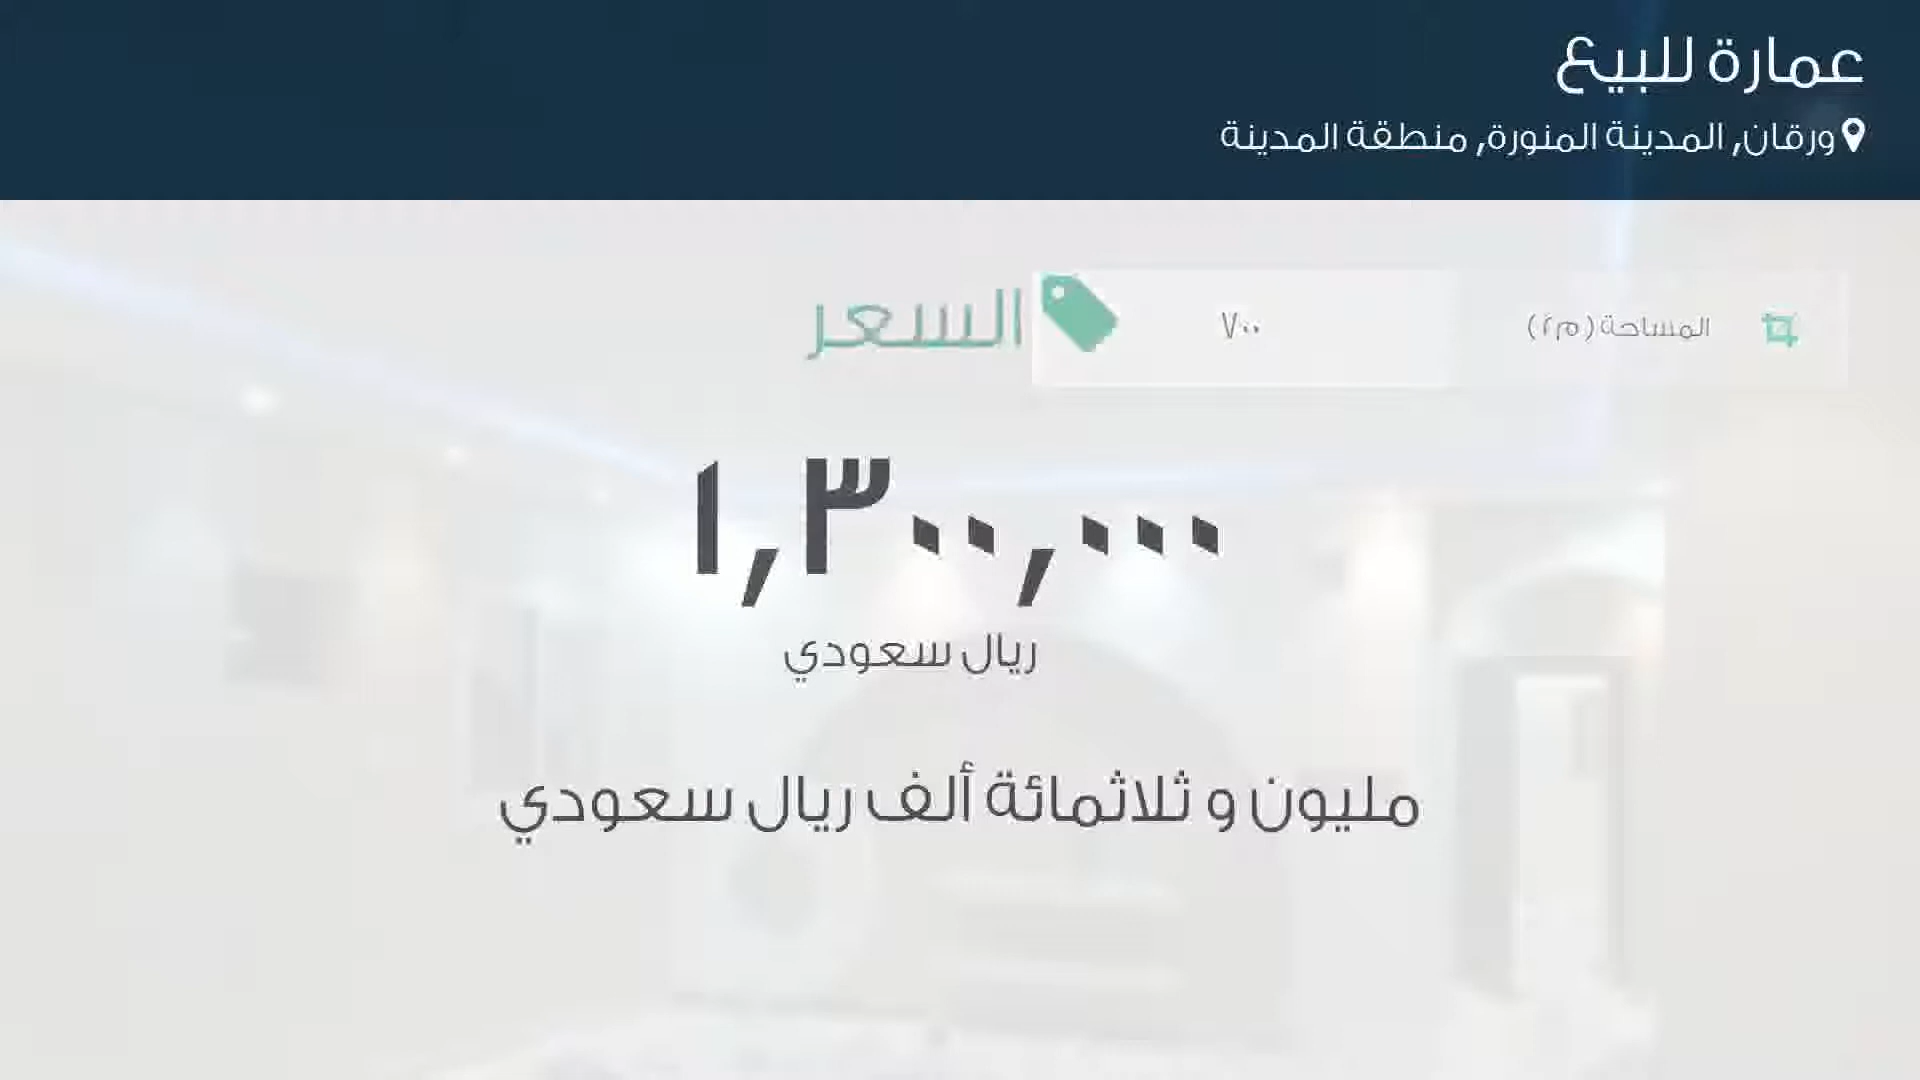 عمارة للبيع
ورقان, المدينة المنورة, منطقة المدينة
المساحة (م٢) ٧٠٠
السعر
١,٣٠٠,٠٠٠
ريال سعودي
مليون و ثلاثمائة ألف ريال سعودي